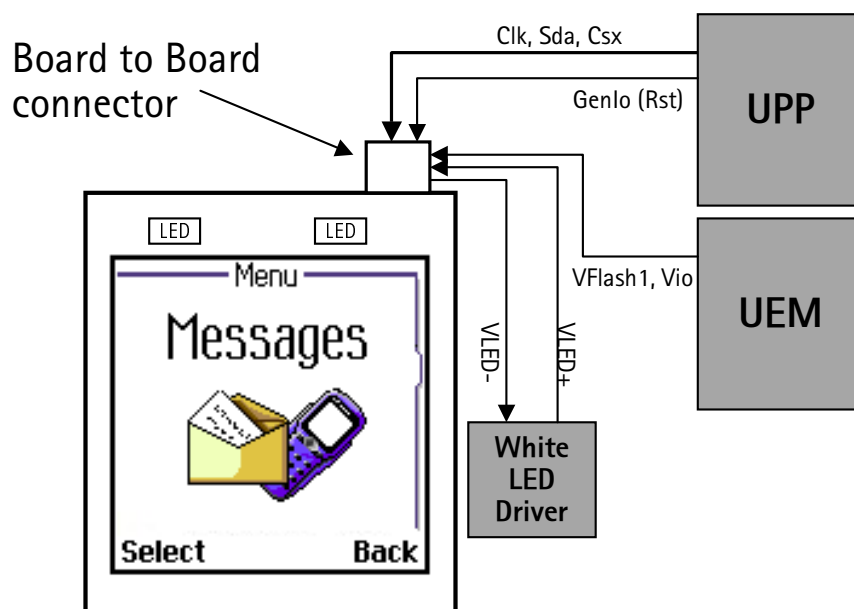 Clk, Sda, Csx
Board to Board
connector
GenIo (Rst)
UPP
LED
LED
Menu
VFlash1, Vio
UEM
Messages
VLED-
VLED+
White
LED
Driver
Select
Back